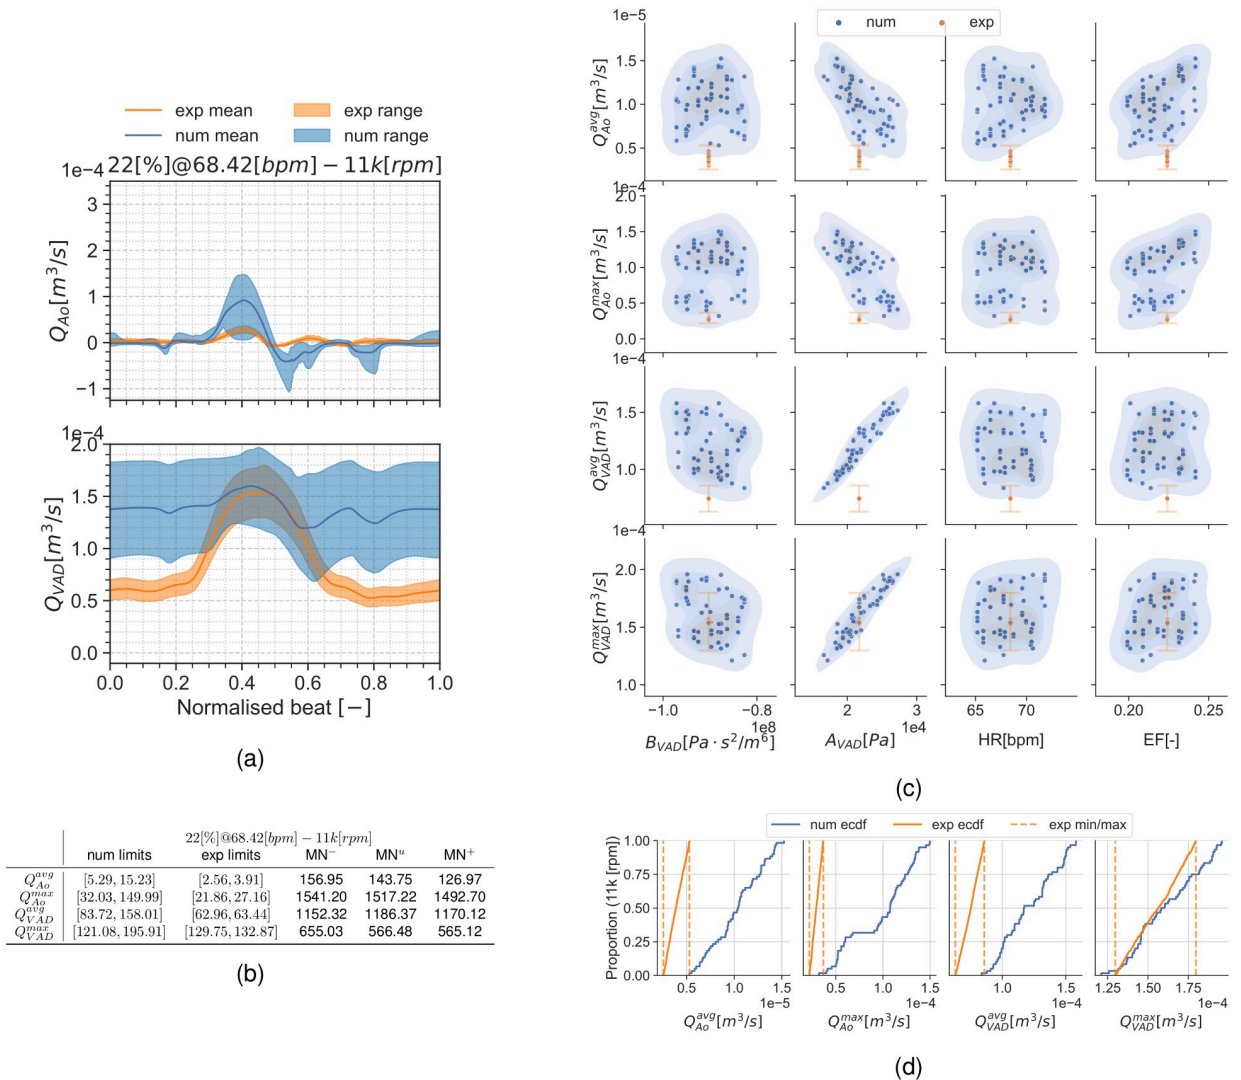 exp mean
exp range
num mean
num range
1e−4
22[%]@68.42[bpm] − 11k[rpm]
3
2
1
0
−1
Q_Ao[m³/s]
1e−4
2.0
1.5
1.0
0.5
0.0
Q_VAD[m³/s]
0.0 0.2 0.4 0.6 0.8 1.0
Normalised beat [−]
(a)
22[%]@68.42[bpm] − 11k[rpm]
num limits exp limits MN⁻ MNᵘ MN⁺
Q_Ao^avg [5.29, 15.23] [2.56, 3.91] 156.95 143.75 126.97
Q_Ao^max [32.03, 149.99] [21.86, 27.16] 1541.20 1517.22 1492.70
Q_VAD^avg [83.72, 158.01] [62.96, 63.44] 1152.32 1186.37 1170.12
Q_VAD^max [121.08, 195.91] [129.75, 132.87] 655.03 566.48 565.12
(b)
1e−5
num exp
1.5
1.0
0.5
Q_Ao^avg[m³/s]
1e−4
2.0
1.5
1.0
0.5
0.0
Q_Ao^max[m³/s]
1e−4
1.5
1.0
Q_VAD^avg[m³/s]
1e−4
2.0
1.5
1.0
Q_VAD^max[m³/s]
−1.0 −0.8 2 3 65 70 0.20 0.25
1e8 1e4
B_VAD[Pa · s²/m⁶] A_VAD[Pa] HR[bpm] EF[-]
(c)
num ecdf exp ecdf exp min/max
1.00
0.75
0.50
0.25
0.00
Proportion (11k [rpm])
0.5 1.0 1.5 0.5 1.0 1.5 1.0 1.5 1.25 1.50 1.75
1e−5 1e−4 1e−4 1e−4
Q_Ao^avg[m³/s] Q_Ao^max[m³/s] Q_VAD^avg[m³/s] Q_VAD^max[m³/s]
(d)